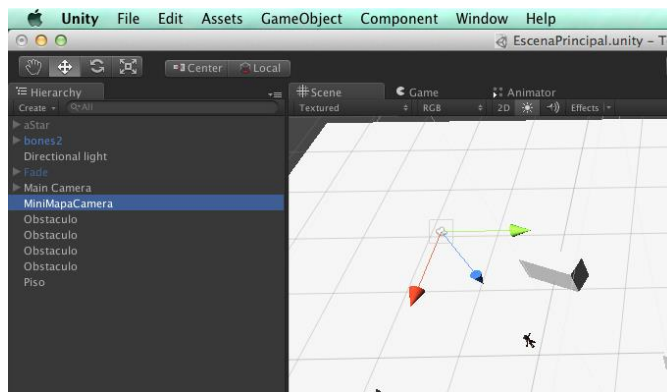 Unity File Edit Assets GameObject Component Window Help
EscenaPrincipal.unity – T
Center Local
Hierarchy Scene Game Animator
Create All Textured RGB 2D Effects
aStar
bones2
Directional light
Fade
Main Camera
MiniMapaCamera
Obstaculo
Obstaculo
Obstaculo
Obstaculo
Piso